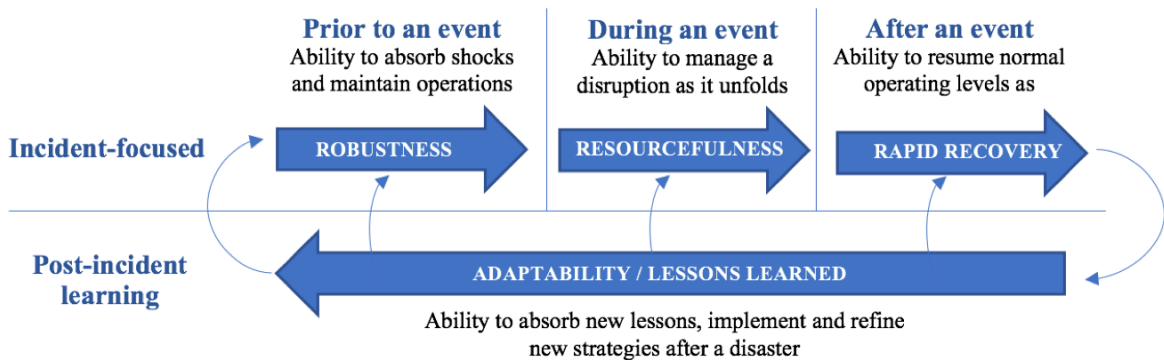 Prior to an event
Ability to absorb shocks
and maintain operations
During an event
Ability to manage a
disruption as it unfolds
After an event
Ability to resume normal
operating levels as
Incident-focused
ROBUSTNESS
RESOURCEFULNESS
RAPID RECOVERY
Post-incident
learning
ADAPTABILITY / LESSONS LEARNED
Ability to absorb new lessons, implement and refine
new strategies after a disaster